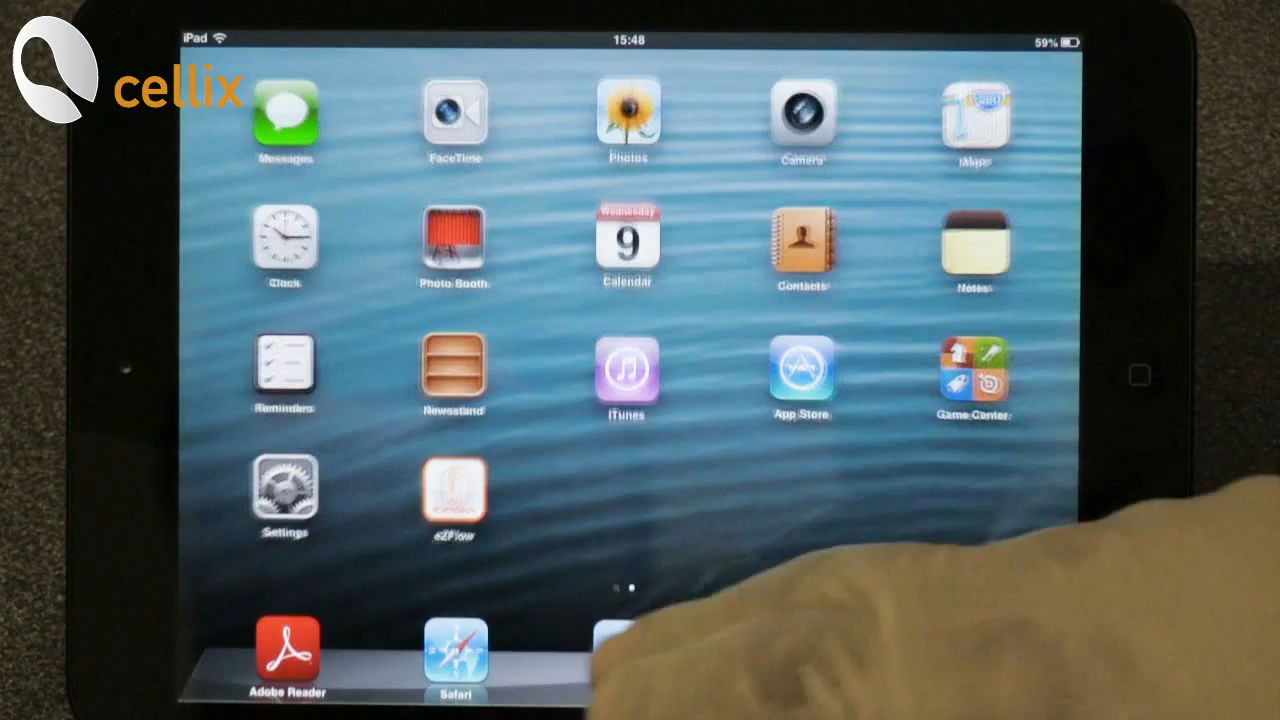 iPad 15:48 59%
cellix
Messages FaceTime Photos Camera Maps
Wednesday
9
Clock Photo Booth Calendar Contacts Notes
Reminders Newsstand iTunes App Store Game Center
Settings eZFlow
Adobe Reader Safari